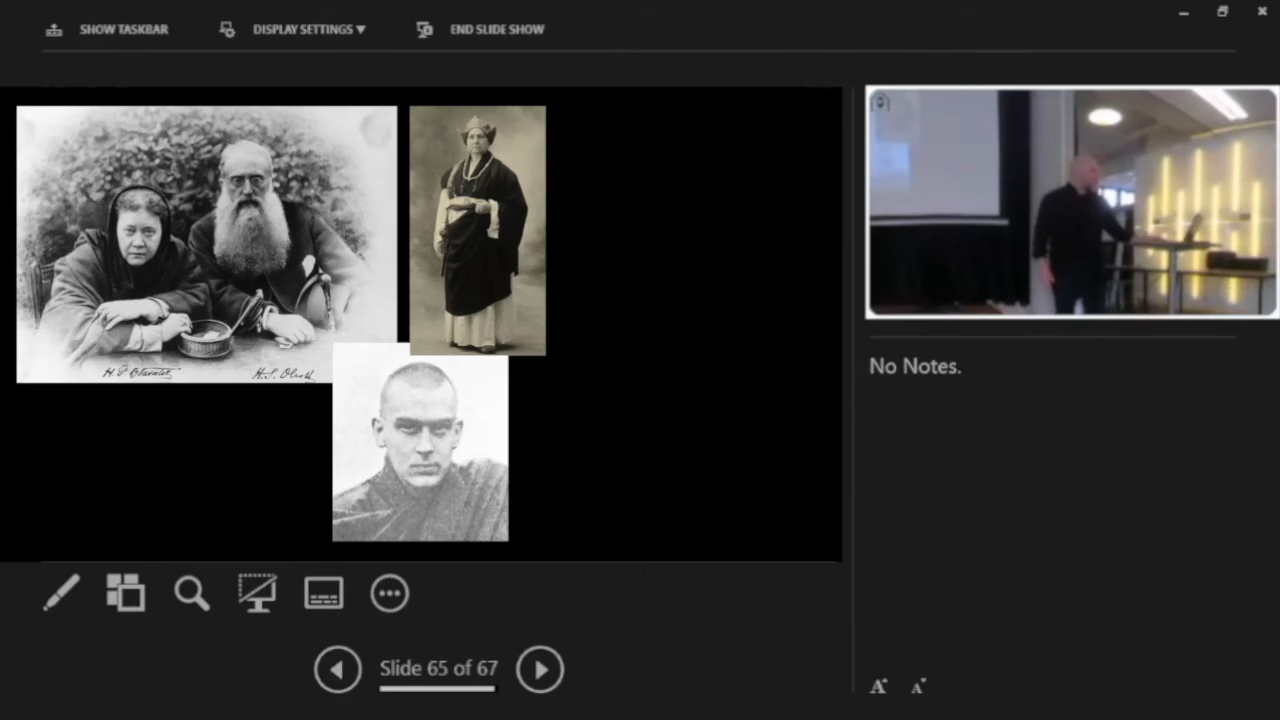 SHOW TASKBAR
DISPLAY SETTINGS ▼
END SLIDE SHOW
H. P. Blavatsky
H. S. Olcott
No Notes.
Slide 65 of 67
A A